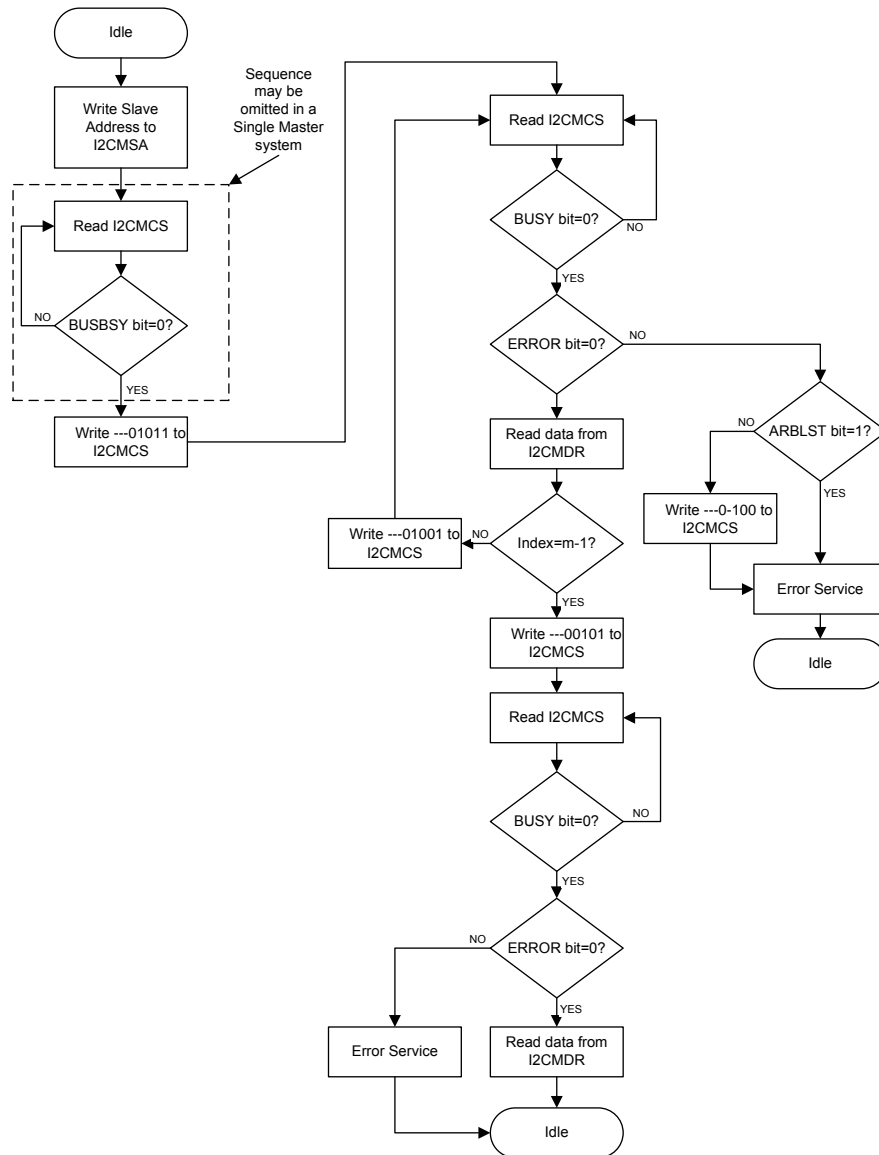 Idle
Write Slave
Address to
I2CMSA
Sequence
may be
omitted in a
Single Master
system
Read I2CMCS
BUSBSY bit=0?
NO
YES
Write ---01011 to
I2CMCS
Read I2CMCS
BUSY bit=0?
NO
YES
ERROR bit=0?
NO
YES
Read data from
I2CMDR
ARBLST bit=1?
NO
YES
Write ---0-100 to
I2CMCS
Error Service
Idle
Index=m-1?
NO
Write ---01001 to
I2CMCS
YES
Write ---00101 to
I2CMCS
Read I2CMCS
BUSY bit=0?
NO
YES
ERROR bit=0?
NO
YES
Error Service
Read data from
I2CMDR
Idle